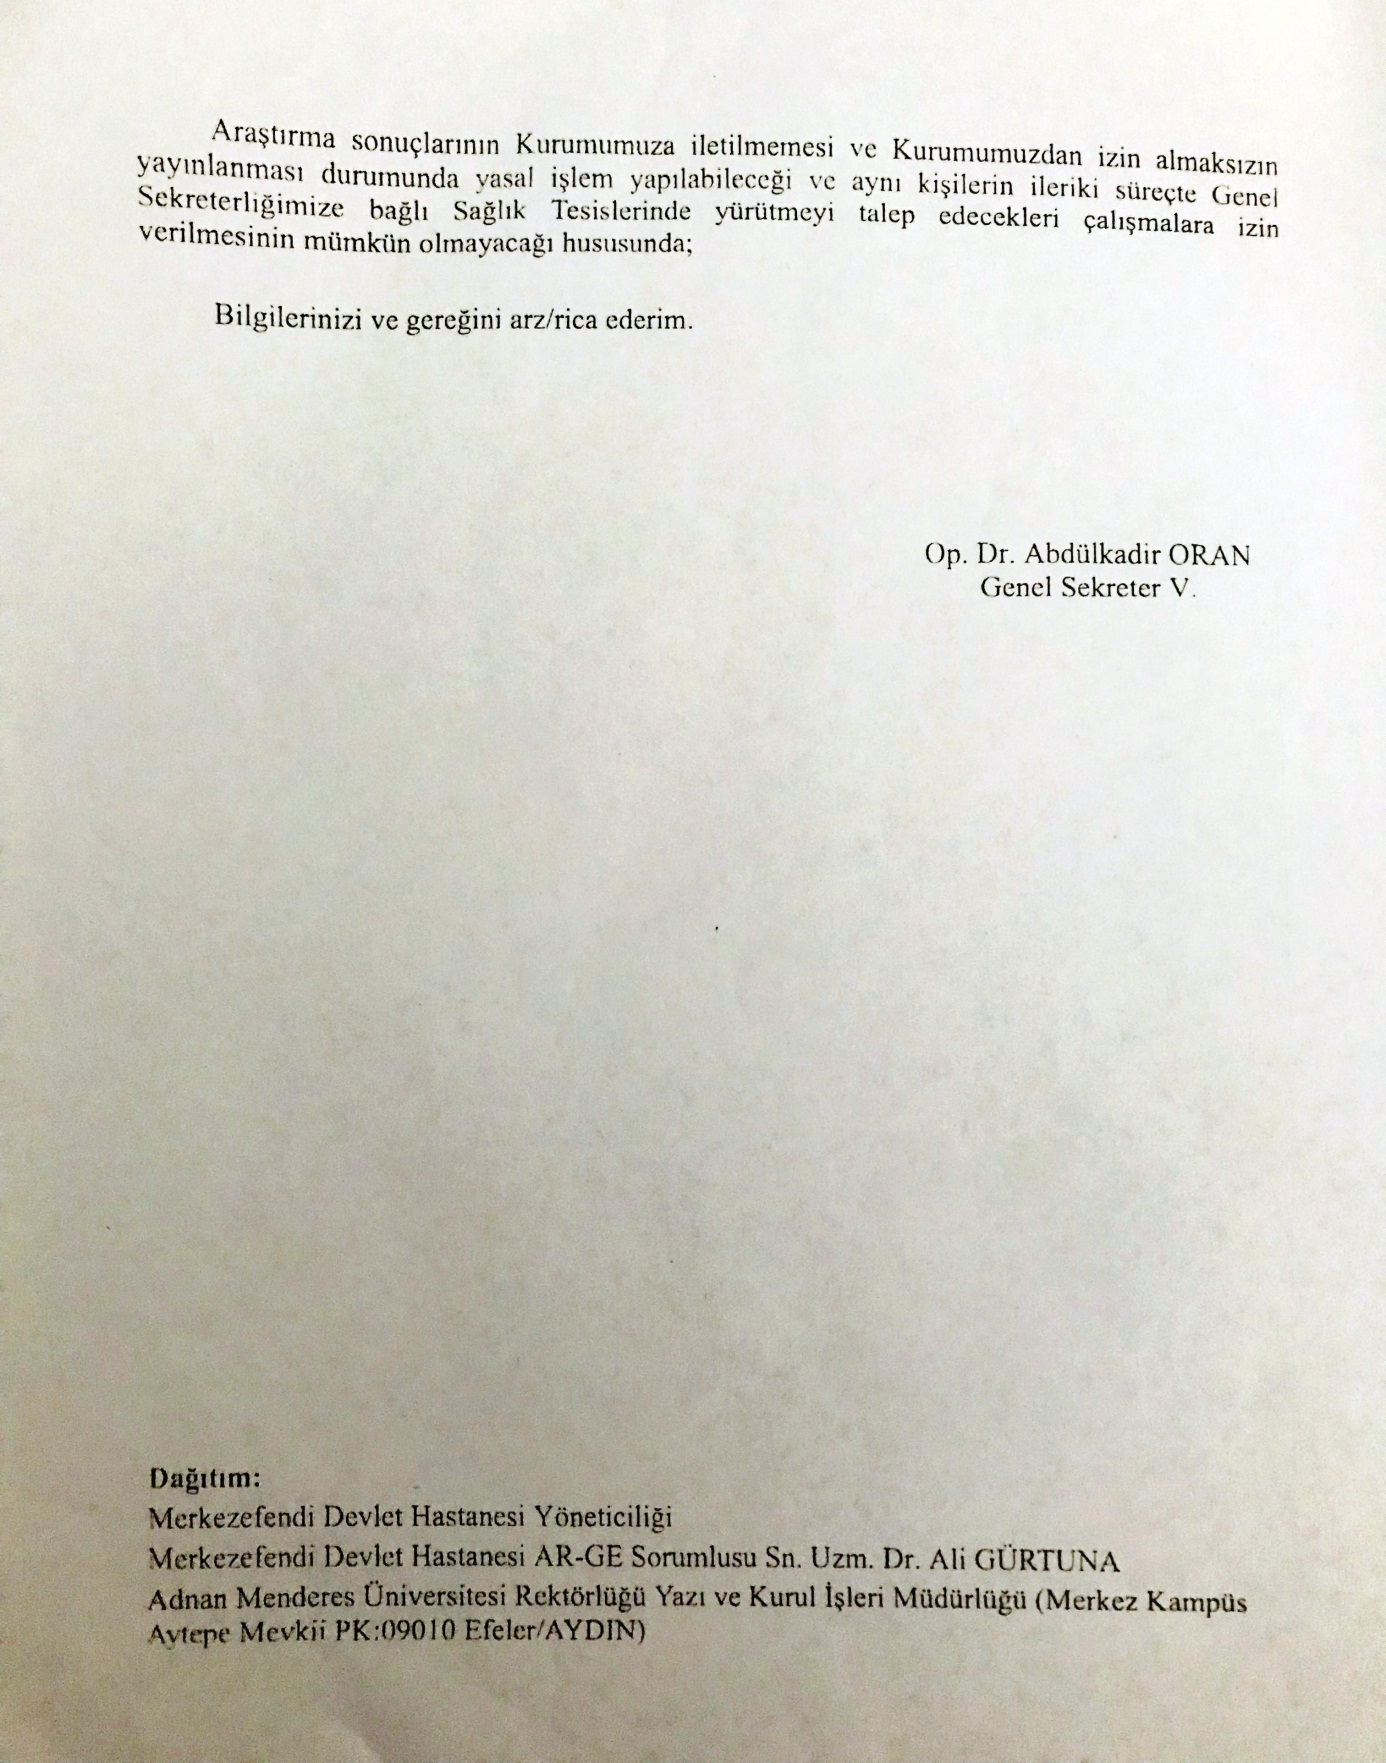 Araştırma sonuçlarının Kurumumuza iletilmemesi ve Kurumumuzdan izin almaksızın
yayınlanması durumunda yasal işlem yapılabileceği ve aynı kişilerin ileriki süreçte Genel
Sekreterliğimize bağlı Sağlık Tesislerinde yürütmeyi talep edecekleri çalışmalara izin
verilmesinin mümkün olmayacağı hususunda;
Bilgilerinizi ve gereğini arz/rica ederim.
Op. Dr. Abdülkadir ORAN
Genel Sekreter V.
Dağıtım:
Merkezefendi Devlet Hastanesi Yöneticiliği
Merkezefendi Devlet Hastanesi AR-GE Sorumlusu Sn. Uzm. Dr. Ali GÜRTUNA
Adnan Menderes Üniversitesi Rektörlüğü Yazı ve Kurul İşleri Müdürlüğü (Merkez Kampüs
Aytepe Mevkii PK:09010 Efeler/AYDIN)